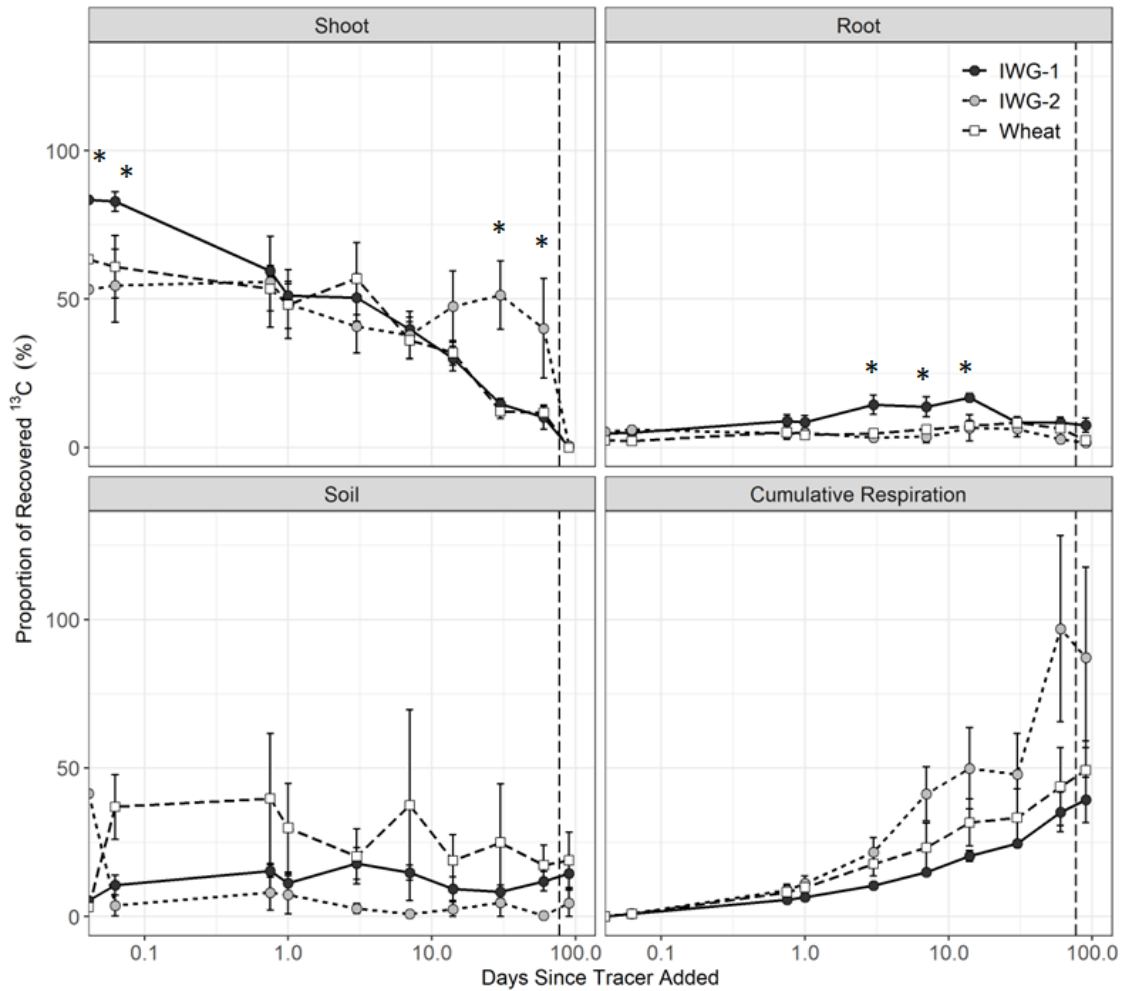 Shoot
Root
IWG-1
IWG-2
Wheat
100
50
0
* * * *
* * *
Soil
Cumulative Respiration
100
50
0
0.1 1.0 10.0 100.0
0.1 1.0 10.0 100.0
Days Since Tracer Added
Proportion of Recovered ¹³C (%)